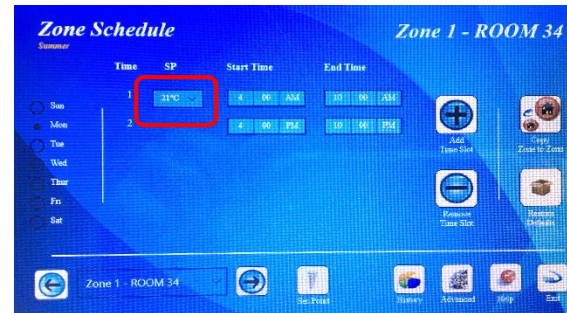 Zone Schedule
Zone 1 - ROOM 34
Summer
Time SP Start Time End Time
1 21°C 4 00 AM 10 00 AM
2 4 00 PM 10 00 PM
Sun
Mon
Tue
Wed
Thur
Fri
Sat
Add
Time Slot
Copy
Zone to Zone
Remove
Time Slot
Restore
Defaults
Zone 1 - ROOM 34
Set Point
History
Advanced
Help
Exit